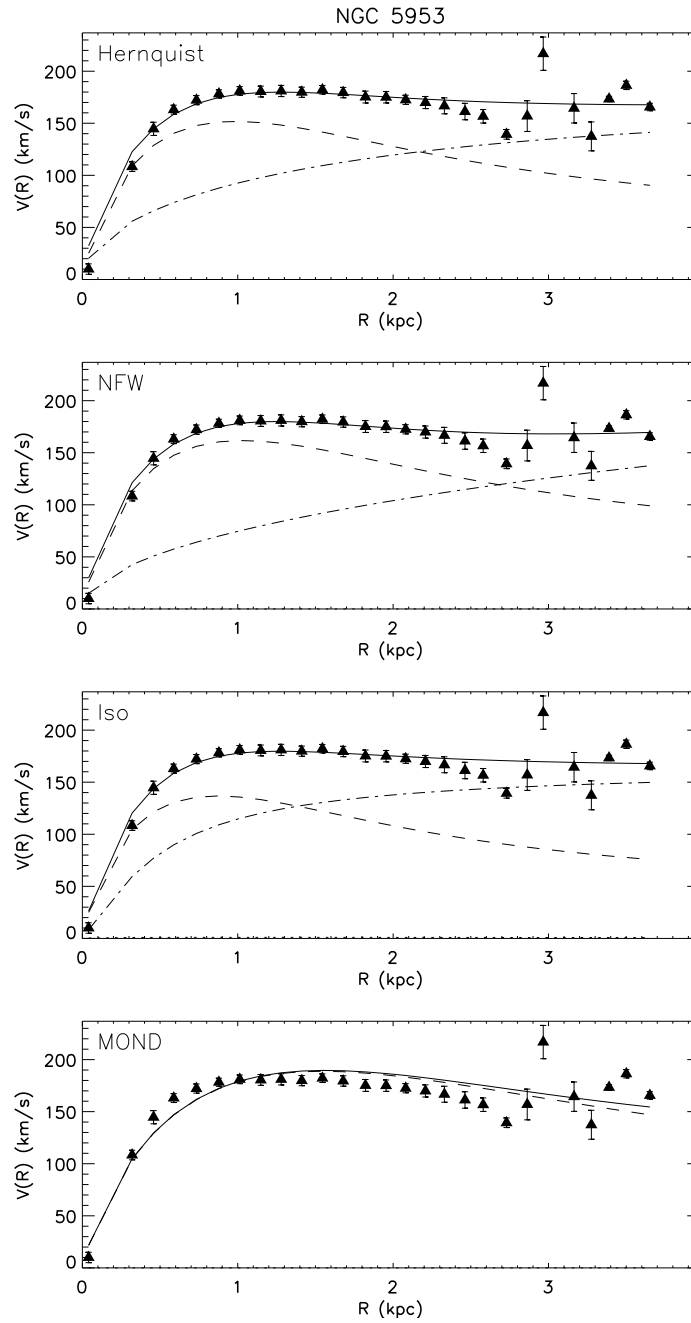 NGC 5953
Hernquist
200
150
100
50
0
V(R) (km/s)
0 1 2 3
R (kpc)
NFW
200
150
100
50
0
V(R) (km/s)
0 1 2 3
R (kpc)
Iso
200
150
100
50
0
V(R) (km/s)
0 1 2 3
R (kpc)
MOND
200
150
100
50
0
V(R) (km/s)
0 1 2 3
R (kpc)